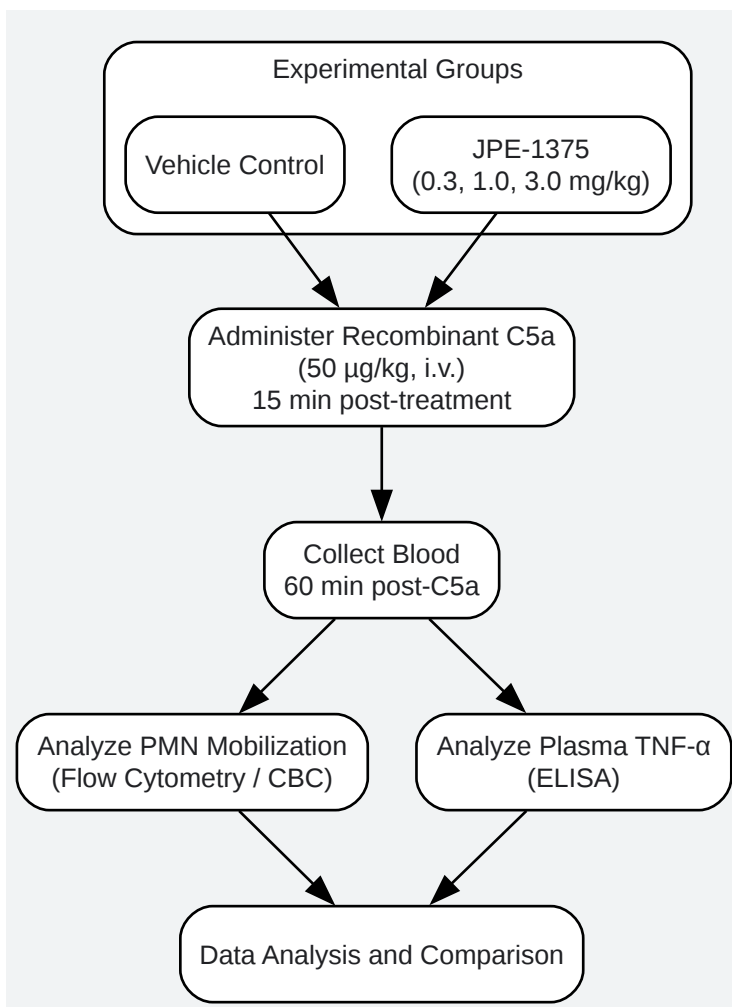 Experimental Groups
Vehicle Control
JPE-1375
(0.3, 1.0, 3.0 mg/kg)
Administer Recombinant C5a
(50 µg/kg, i.v.)
15 min post-treatment
Collect Blood
60 min post-C5a
Analyze PMN Mobilization
(Flow Cytometry / CBC)
Analyze Plasma TNF-α
(ELISA)
Data Analysis and Comparison